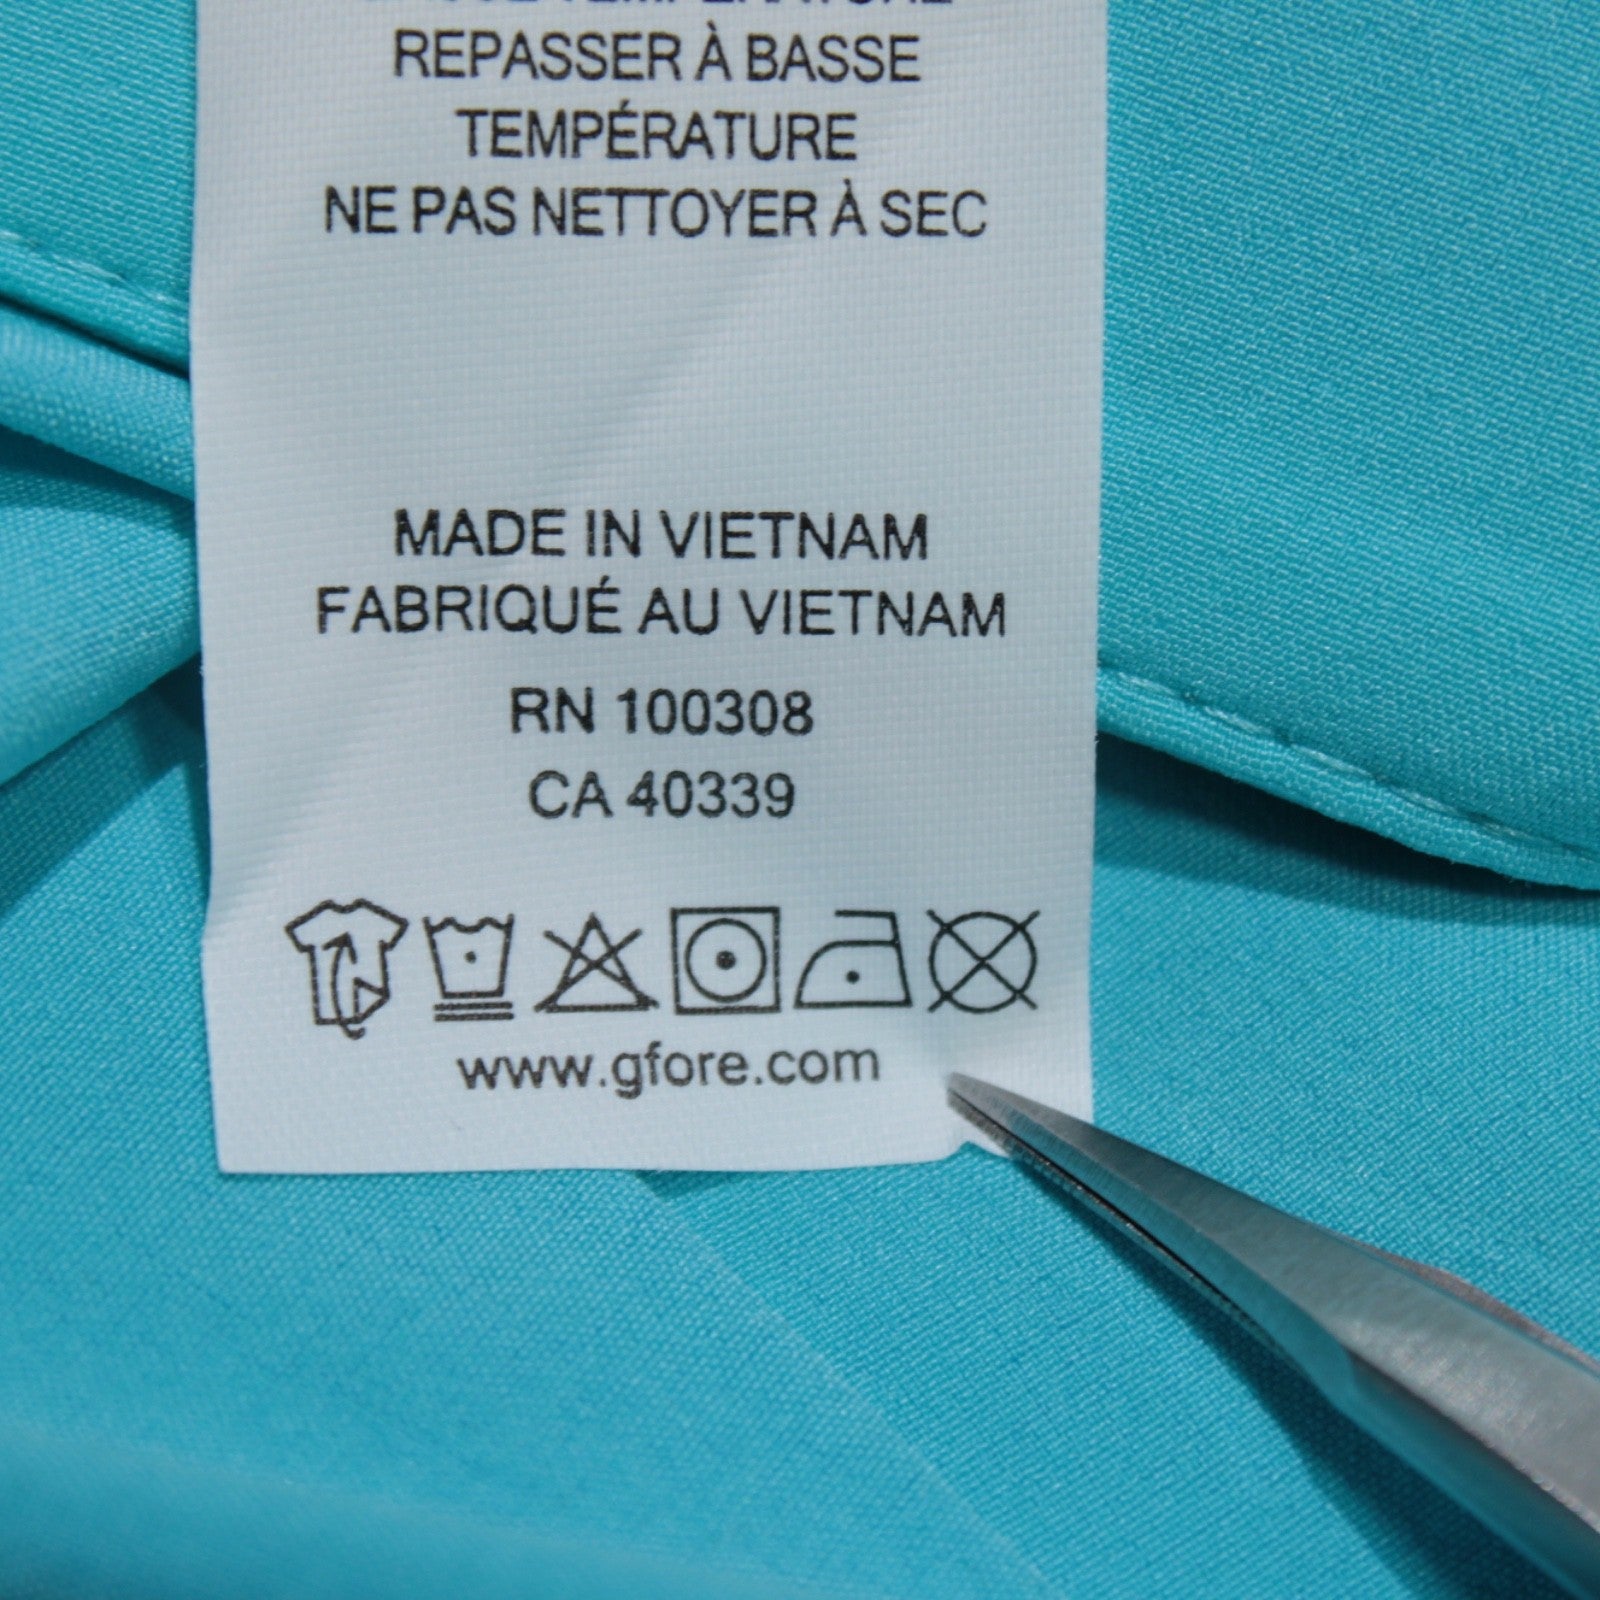 REPASSER À BASSE
TEMPÉRATURE
NE PAS NETTOYER À SEC
MADE IN VIETNAM
FABRIQUÉ AU VIETNAM
RN 100308
CA 40339
www.gfore.com